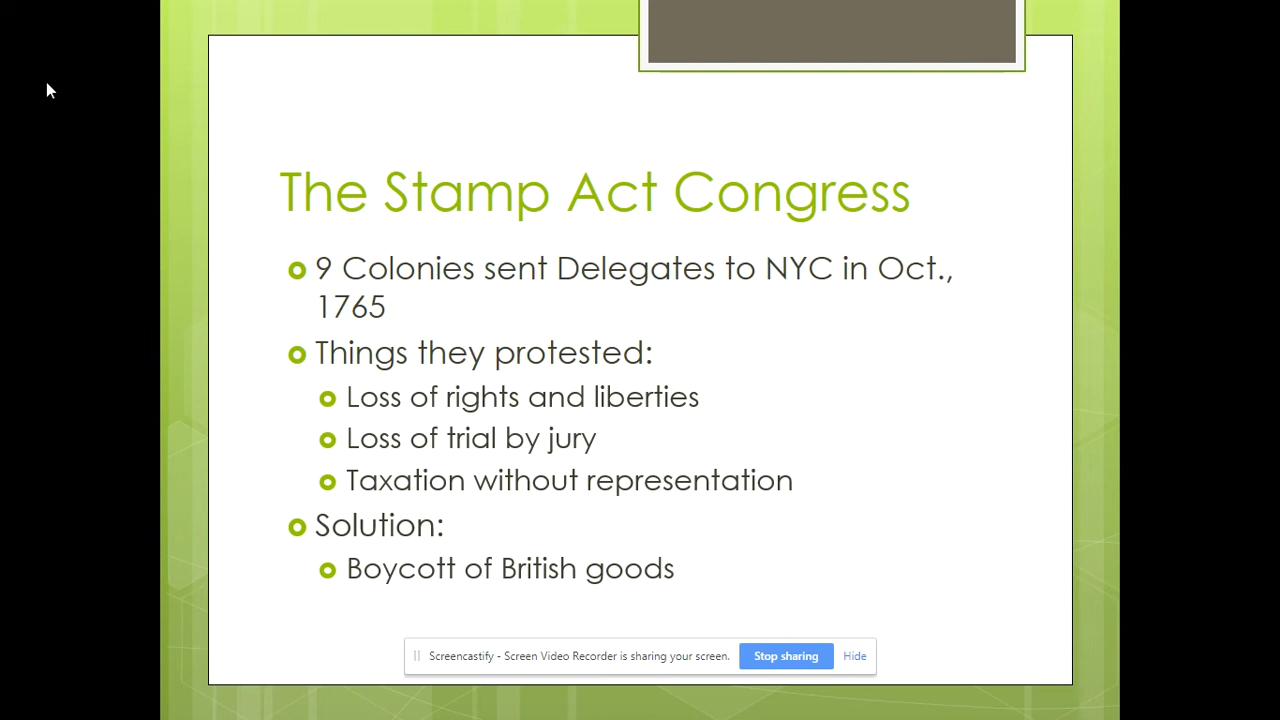 The Stamp Act Congress
9 Colonies sent Delegates to NYC in Oct.,
1765
Things they protested:
Loss of rights and liberties
Loss of trial by jury
Taxation without representation
Solution:
Boycott of British goods
Screencastify - Screen Video Recorder is sharing your screen. Stop sharing Hide